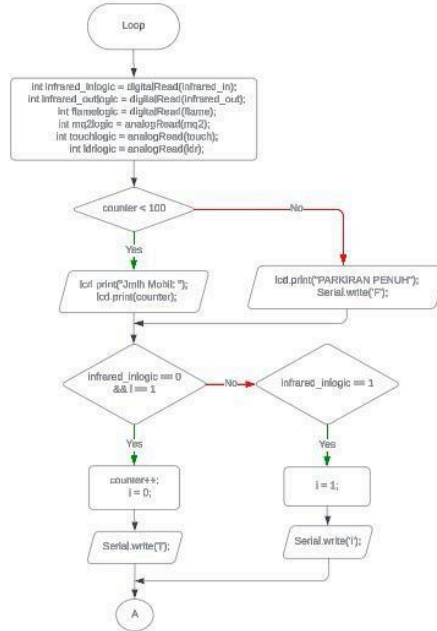 Loop
int infrared_inlogic = digitalRead(infrared_in);
int infrared_outlogic = digitalRead(infrared_out);
int flamelogic = digitalRead(flame);
int mq2logic = analogRead(mq2);
int touchlogic = analogRead(touch);
int ldrlogic = analogRead(ldr);
counter < 100
No
Yes
lcd.print("Jmlh Mobil: ");
lcd.print(counter);
lcd.print("PARKIRAN PENUH");
Serial.write('F');
infrared_inlogic == 0
&& i == 1
No
infrared_inlogic == 1
Yes
Yes
counter++;
i = 0;
i = 1;
Serial.write('T');
Serial.write('I');
A